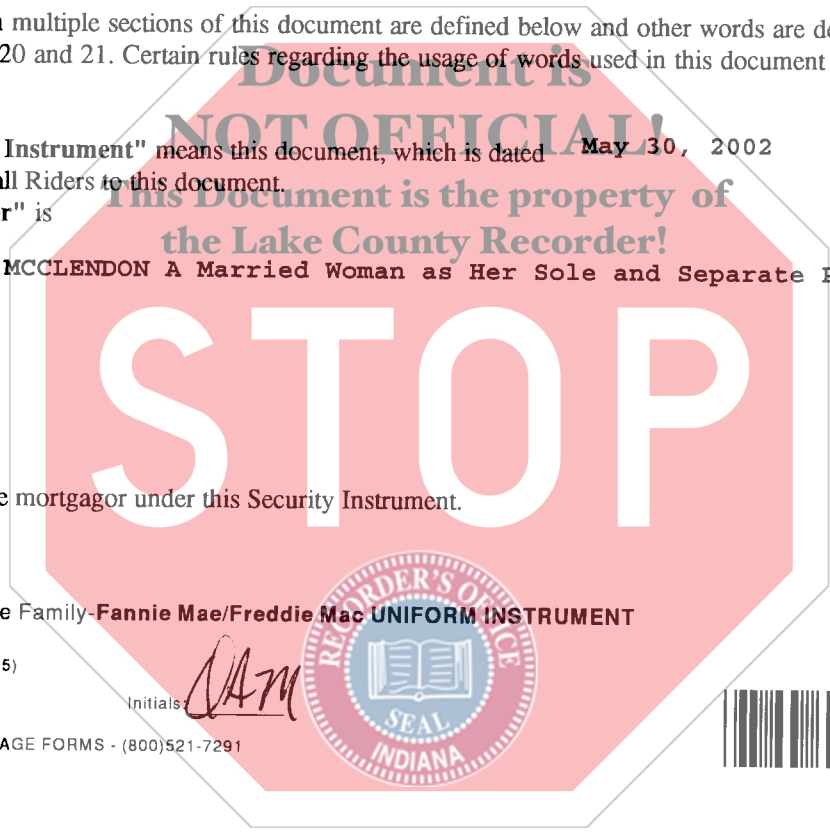 multiple sections of this document are defined below and other words are de
20 and 21. Certain rules regarding the usage of words used in this document
Document is
NOT OFFICIAL!
This Document is the property of
the Lake County Recorder!
Instrument" means this document, which is dated May 30, 2002
ll Riders to this document.
r" is
MCCLENDON A Married Woman as Her Sole and Separate P
STOP
e mortgagor under this Security Instrument.
e Family-Fannie Mae/Freddie Mac UNIFORM INSTRUMENT
5)
Initials: DAM
AGE FORMS - (800)521-7291
RECORDER'S OFFICE
SEAL
INDIANA